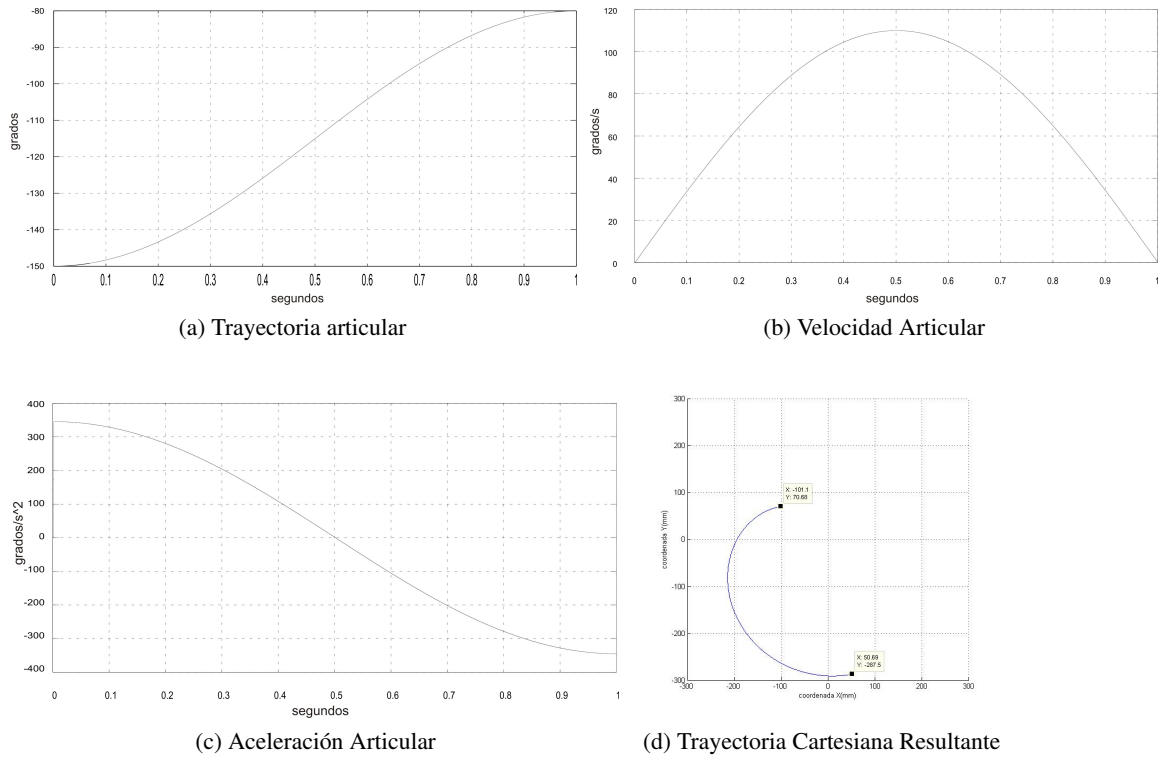 -80
-90
-100
-110
-120
-130
-140
-150
grados
0 0.1 0.2 0.3 0.4 0.5 0.6 0.7 0.8 0.9 1
segundos
(a) Trayectoria articular
120
100
80
60
40
20
0
grados/s
0 0.1 0.2 0.3 0.4 0.5 0.6 0.7 0.8 0.9 1
segundos
(b) Velocidad Articular
400
300
200
100
0
-100
-200
-300
-400
grados/s^2
0 0.1 0.2 0.3 0.4 0.5 0.6 0.7 0.8 0.9 1
segundos
(c) Aceleración Articular
300
200
100
0
-100
-200
-300
coordenada Y(mm)
X: -101.1
Y: 70.68
X: 50.69
Y: -287.5
-300 -200 -100 0 100 200 300
coordenada X(mm)
(d) Trayectoria Cartesiana Resultante